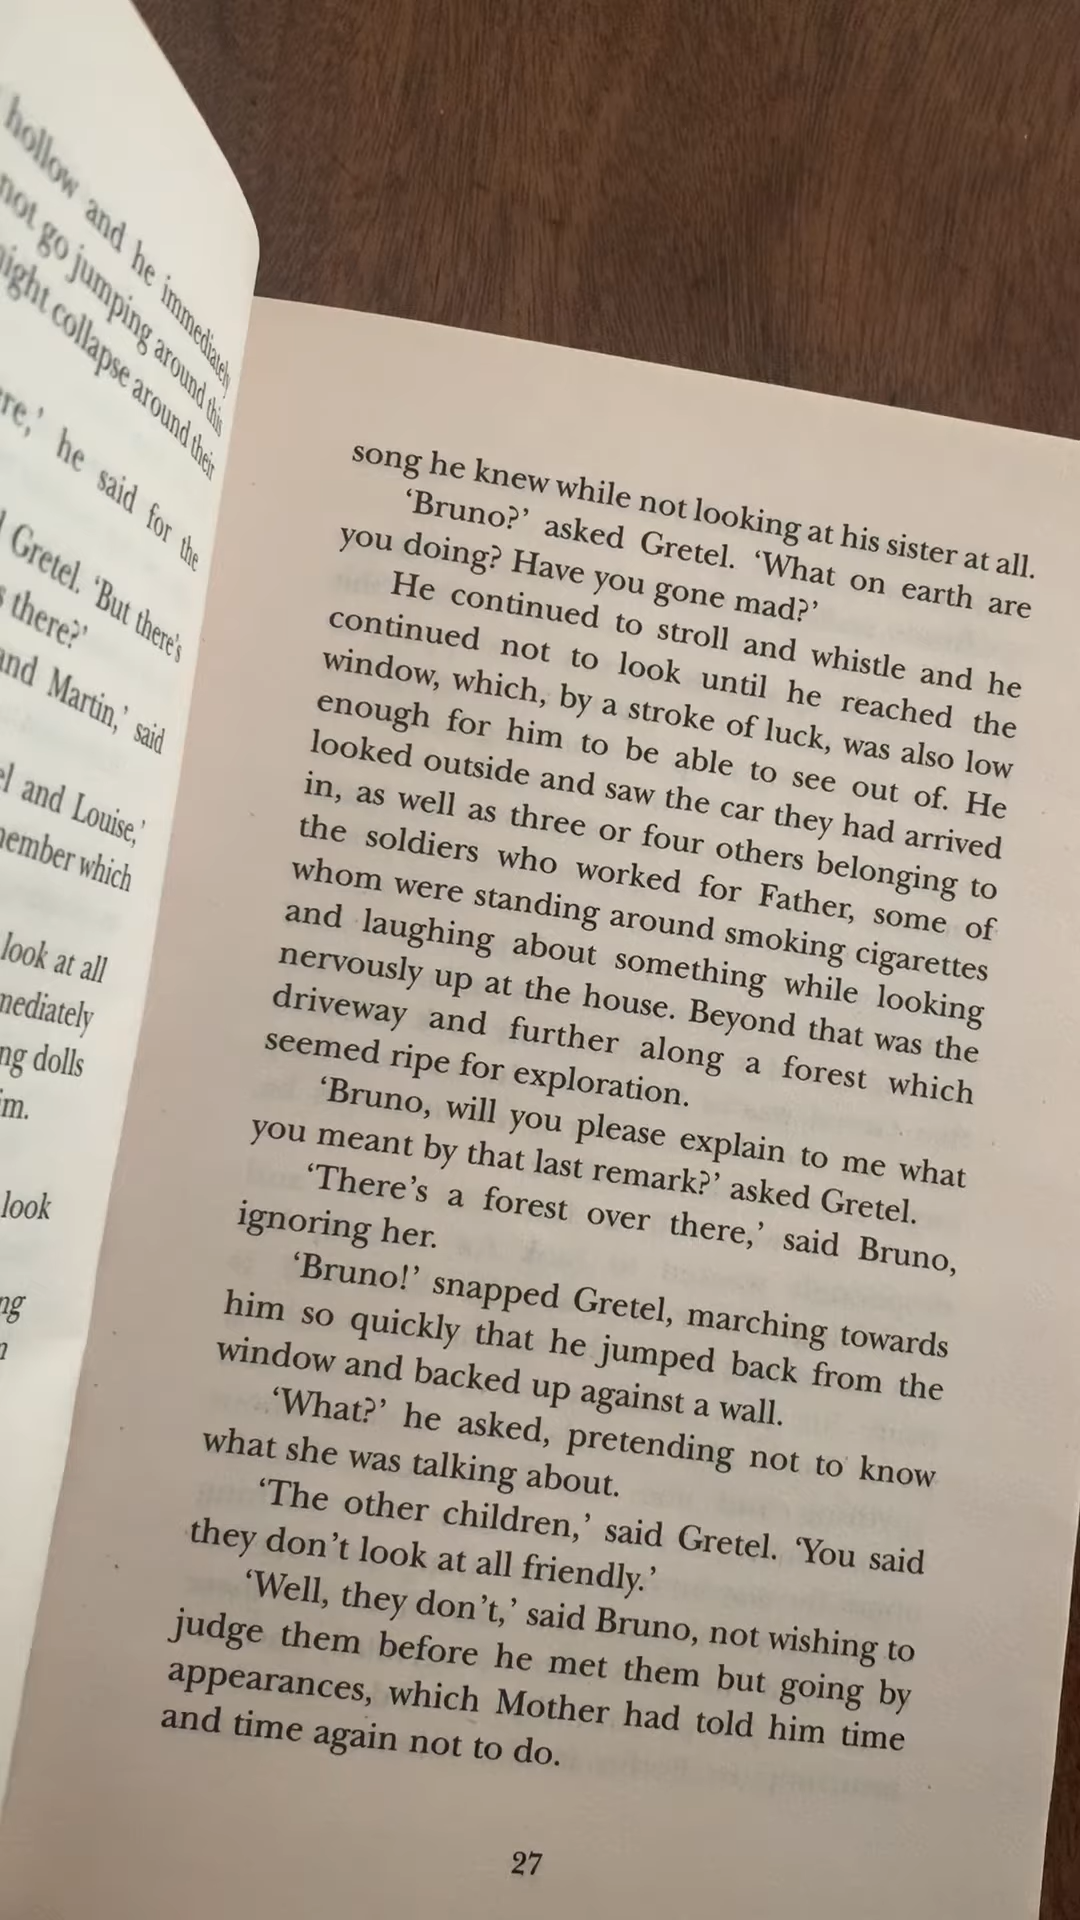 hollow and he immediately
not go jumping around this
might collapse around their
he said for the
Gretel. 'But there's
there?'
and Martin,' said
and Louise,'
which
look at all
dolls
look
song he knew while not looking at his sister at all.
'Bruno?' asked Gretel. 'What on earth are
you doing? Have you gone mad?'
He continued to stroll and whistle and he
continued not to look until he reached the
window, which, by a stroke of luck, was also low
enough for him to be able to see out of. He
looked outside and saw the car they had arrived
in, as well as three or four others belonging to
the soldiers who worked for Father, some of
whom were standing around smoking cigarettes
and laughing about something while looking
nervously up at the house. Beyond that was the
driveway and further along a forest which
seemed ripe for exploration.
'Bruno, will you please explain to me what
you meant by that last remark?' asked Gretel.
'There's a forest over there,' said Bruno,
ignoring her.
'Bruno!' snapped Gretel, marching towards
him so quickly that he jumped back from the
window and backed up against a wall.
'What?' he asked, pretending not to know
what she was talking about.
'The other children,' said Gretel. 'You said
they don't look at all friendly.'
'Well, they don't,' said Bruno, not wishing to
judge them before he met them but going by
appearances, which Mother had told him time
and time again not to do.
27